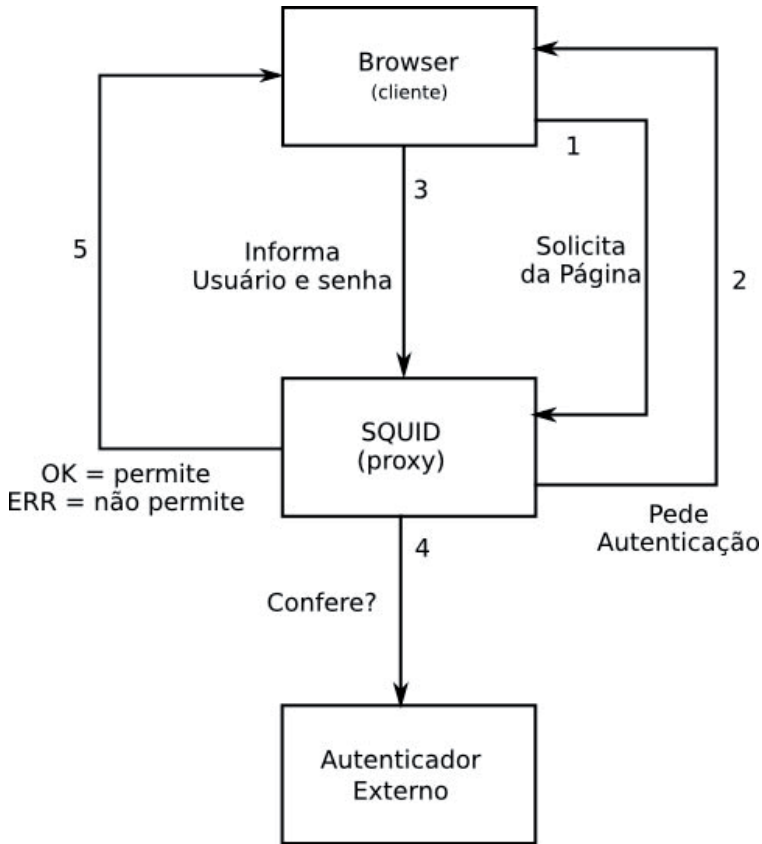 Browser
(cliente)
1
3
5
Informa
Usuário e senha
Solicita
da Página
2
SQUID
(proxy)
OK = permite
ERR = não permite
Pede
Autenticação
4
Confere?
Autenticador
Externo